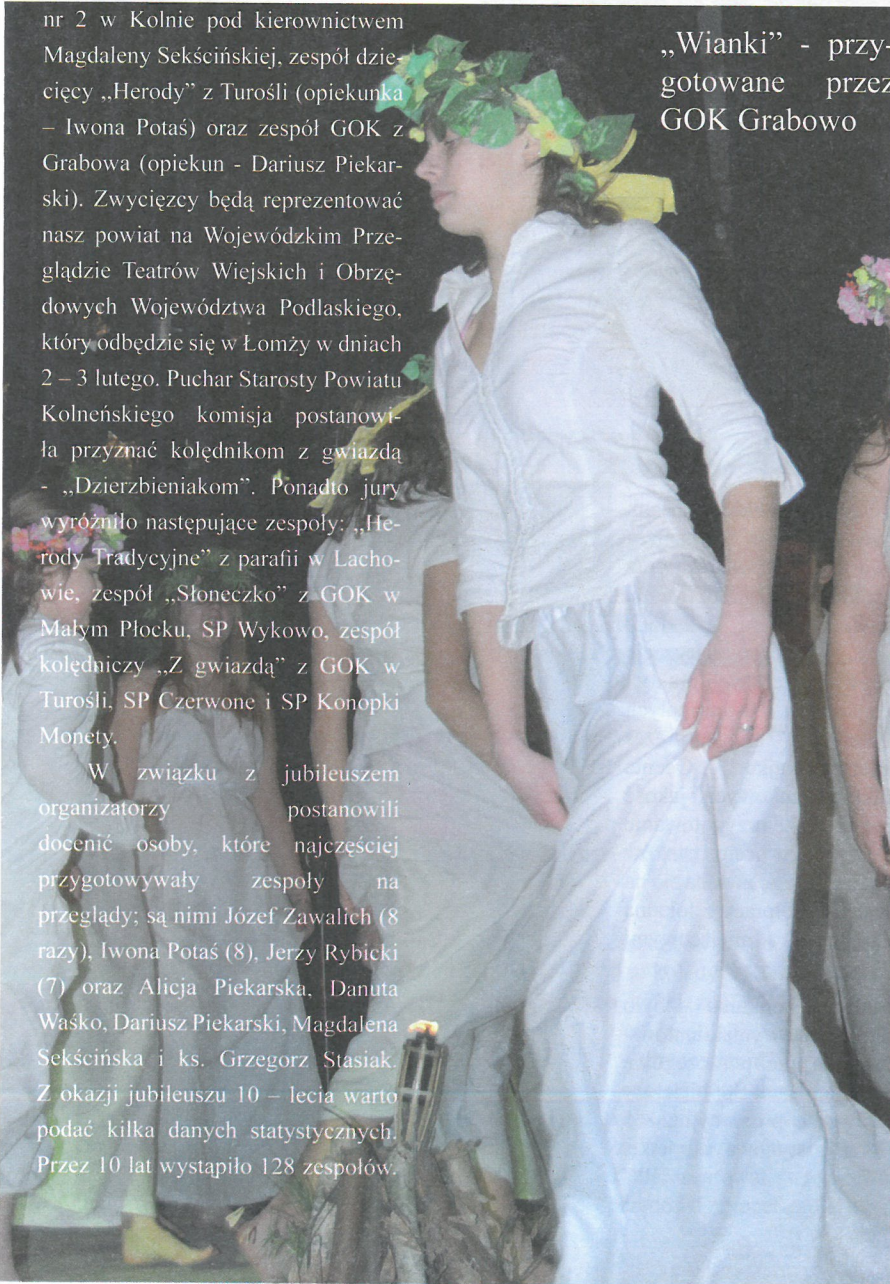 nr 2 w Kolnie pod kierownictwem
Magdaleny Sekścińskiej, zespół dzie-
cięcy „Herody” z Turośli (opiekunka
– Iwona Potaś) oraz zespół GOK z
Grabowa (opiekun - Dariusz Piekar-
ski). Zwycięzcy będą reprezentować
nasz powiat na Wojewódzkim Prze-
glądzie Teatrów Wiejskich i Obrzę-
dowych Województwa Podlaskiego,
który odbędzie się w Łomży w dniach
2 – 3 lutego. Puchar Starosty Powiatu
Kolneńskiego komisja postanowi-
ła przyznać kolędnikom z gwiazdą
- „Dzierzbieniakom”. Ponadto jury
wyróżniło następujące zespoły: „He-
rody Tradycyjne” z parafii w Lacho-
wie, zespół „Słoneczko” z GOK w
Małym Płocku, SP Wykowo, zespół
kolędniczy „Z gwiazdą” z GOK w
Turośli, SP Czerwone i SP Konopki
Monety.
W związku z jubileuszem
organizatorzy postanowili
docenić osoby, które najczęściej
przygotowywały zespoły na
przeglądy; są nimi Józef Zawalich (8
razy), Iwona Potaś (8), Jerzy Rybicki
(7) oraz Alicja Piekarska, Danuta
Waśko, Dariusz Piekarski, Magdalena
Sekścińska i ks. Grzegorz Stasiak.
Z okazji jubileuszu 10 – lecia warto
podać kilka danych statystycznych.
Przez 10 lat wystąpiło 128 zespołów.
„Wianki” - przy-
gotowane przez
GOK Grabowo